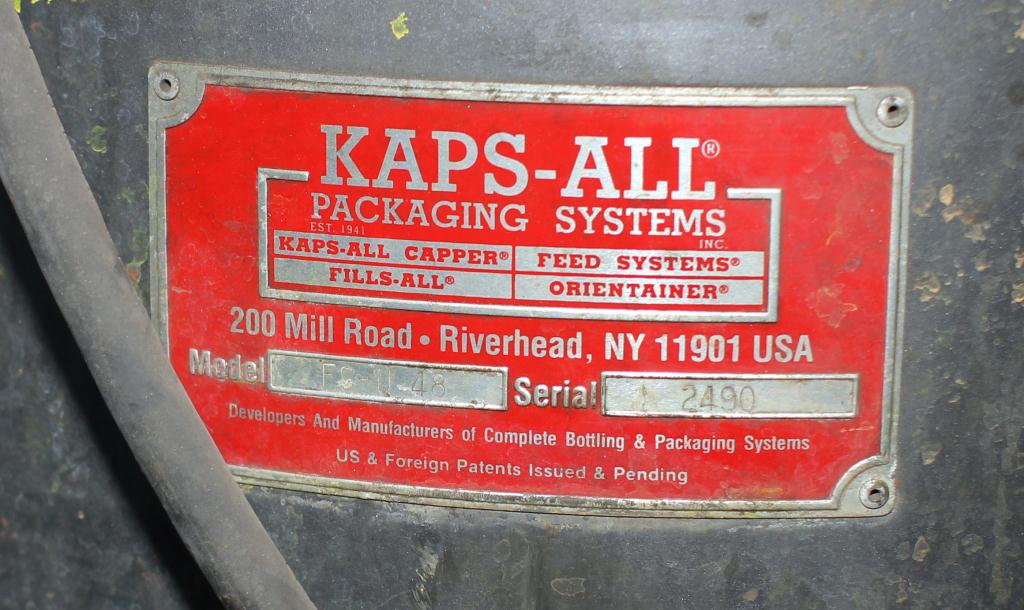 KAPS-ALL®
PACKAGING SYSTEMS
EST. 1941
INC.
KAPS-ALL CAPPER® FEED SYSTEMS®
FILLS-ALL® ORIENTAINER®
200 Mill Road • Riverhead, NY 11901 USA
Model FS-U-48 Serial 2490
Developers And Manufacturers of Complete Bottling & Packaging Systems
US & Foreign Patents Issued & Pending